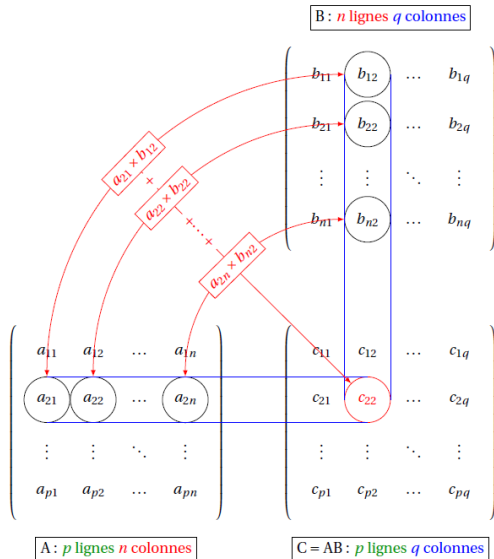 B : n lignes q colonnes
b₁₁ b₁₂ … b₁q
b₂₁ b₂₂ … b₂q
⋮ ⋮ ⋱ ⋮
bₙ₁ bₙ₂ … bₙq
a₂₁ × b₁₂
+
a₂₂ × b₂₂
+ ⋯ +
a₂ₙ × bₙ₂
a₁₁ a₁₂ … a₁ₙ
a₂₁ a₂₂ … a₂ₙ
⋮ ⋮ ⋱ ⋮
aₚ₁ aₚ₂ … aₚₙ
c₁₁ c₁₂ … c₁q
c₂₁ c₂₂ … c₂q
⋮ ⋮ ⋱ ⋮
cₚ₁ cₚ₂ … cₚq
A : p lignes n colonnes
C = AB : p lignes q colonnes